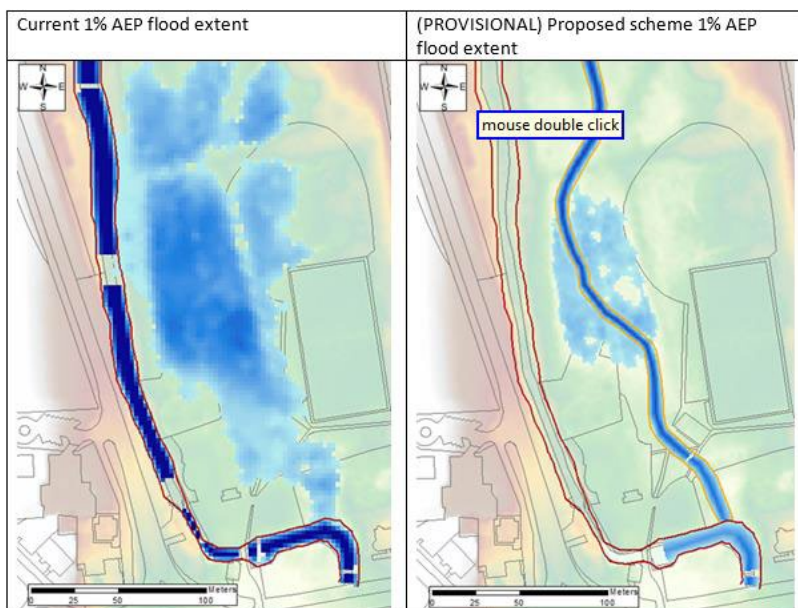 Current 1% AEP flood extent
(PROVISIONAL) Proposed scheme 1% AEP
flood extent
N
W E
S
N
W E
S
mouse double click
Meters
0 25 50 100
Meters
0 25 50 100